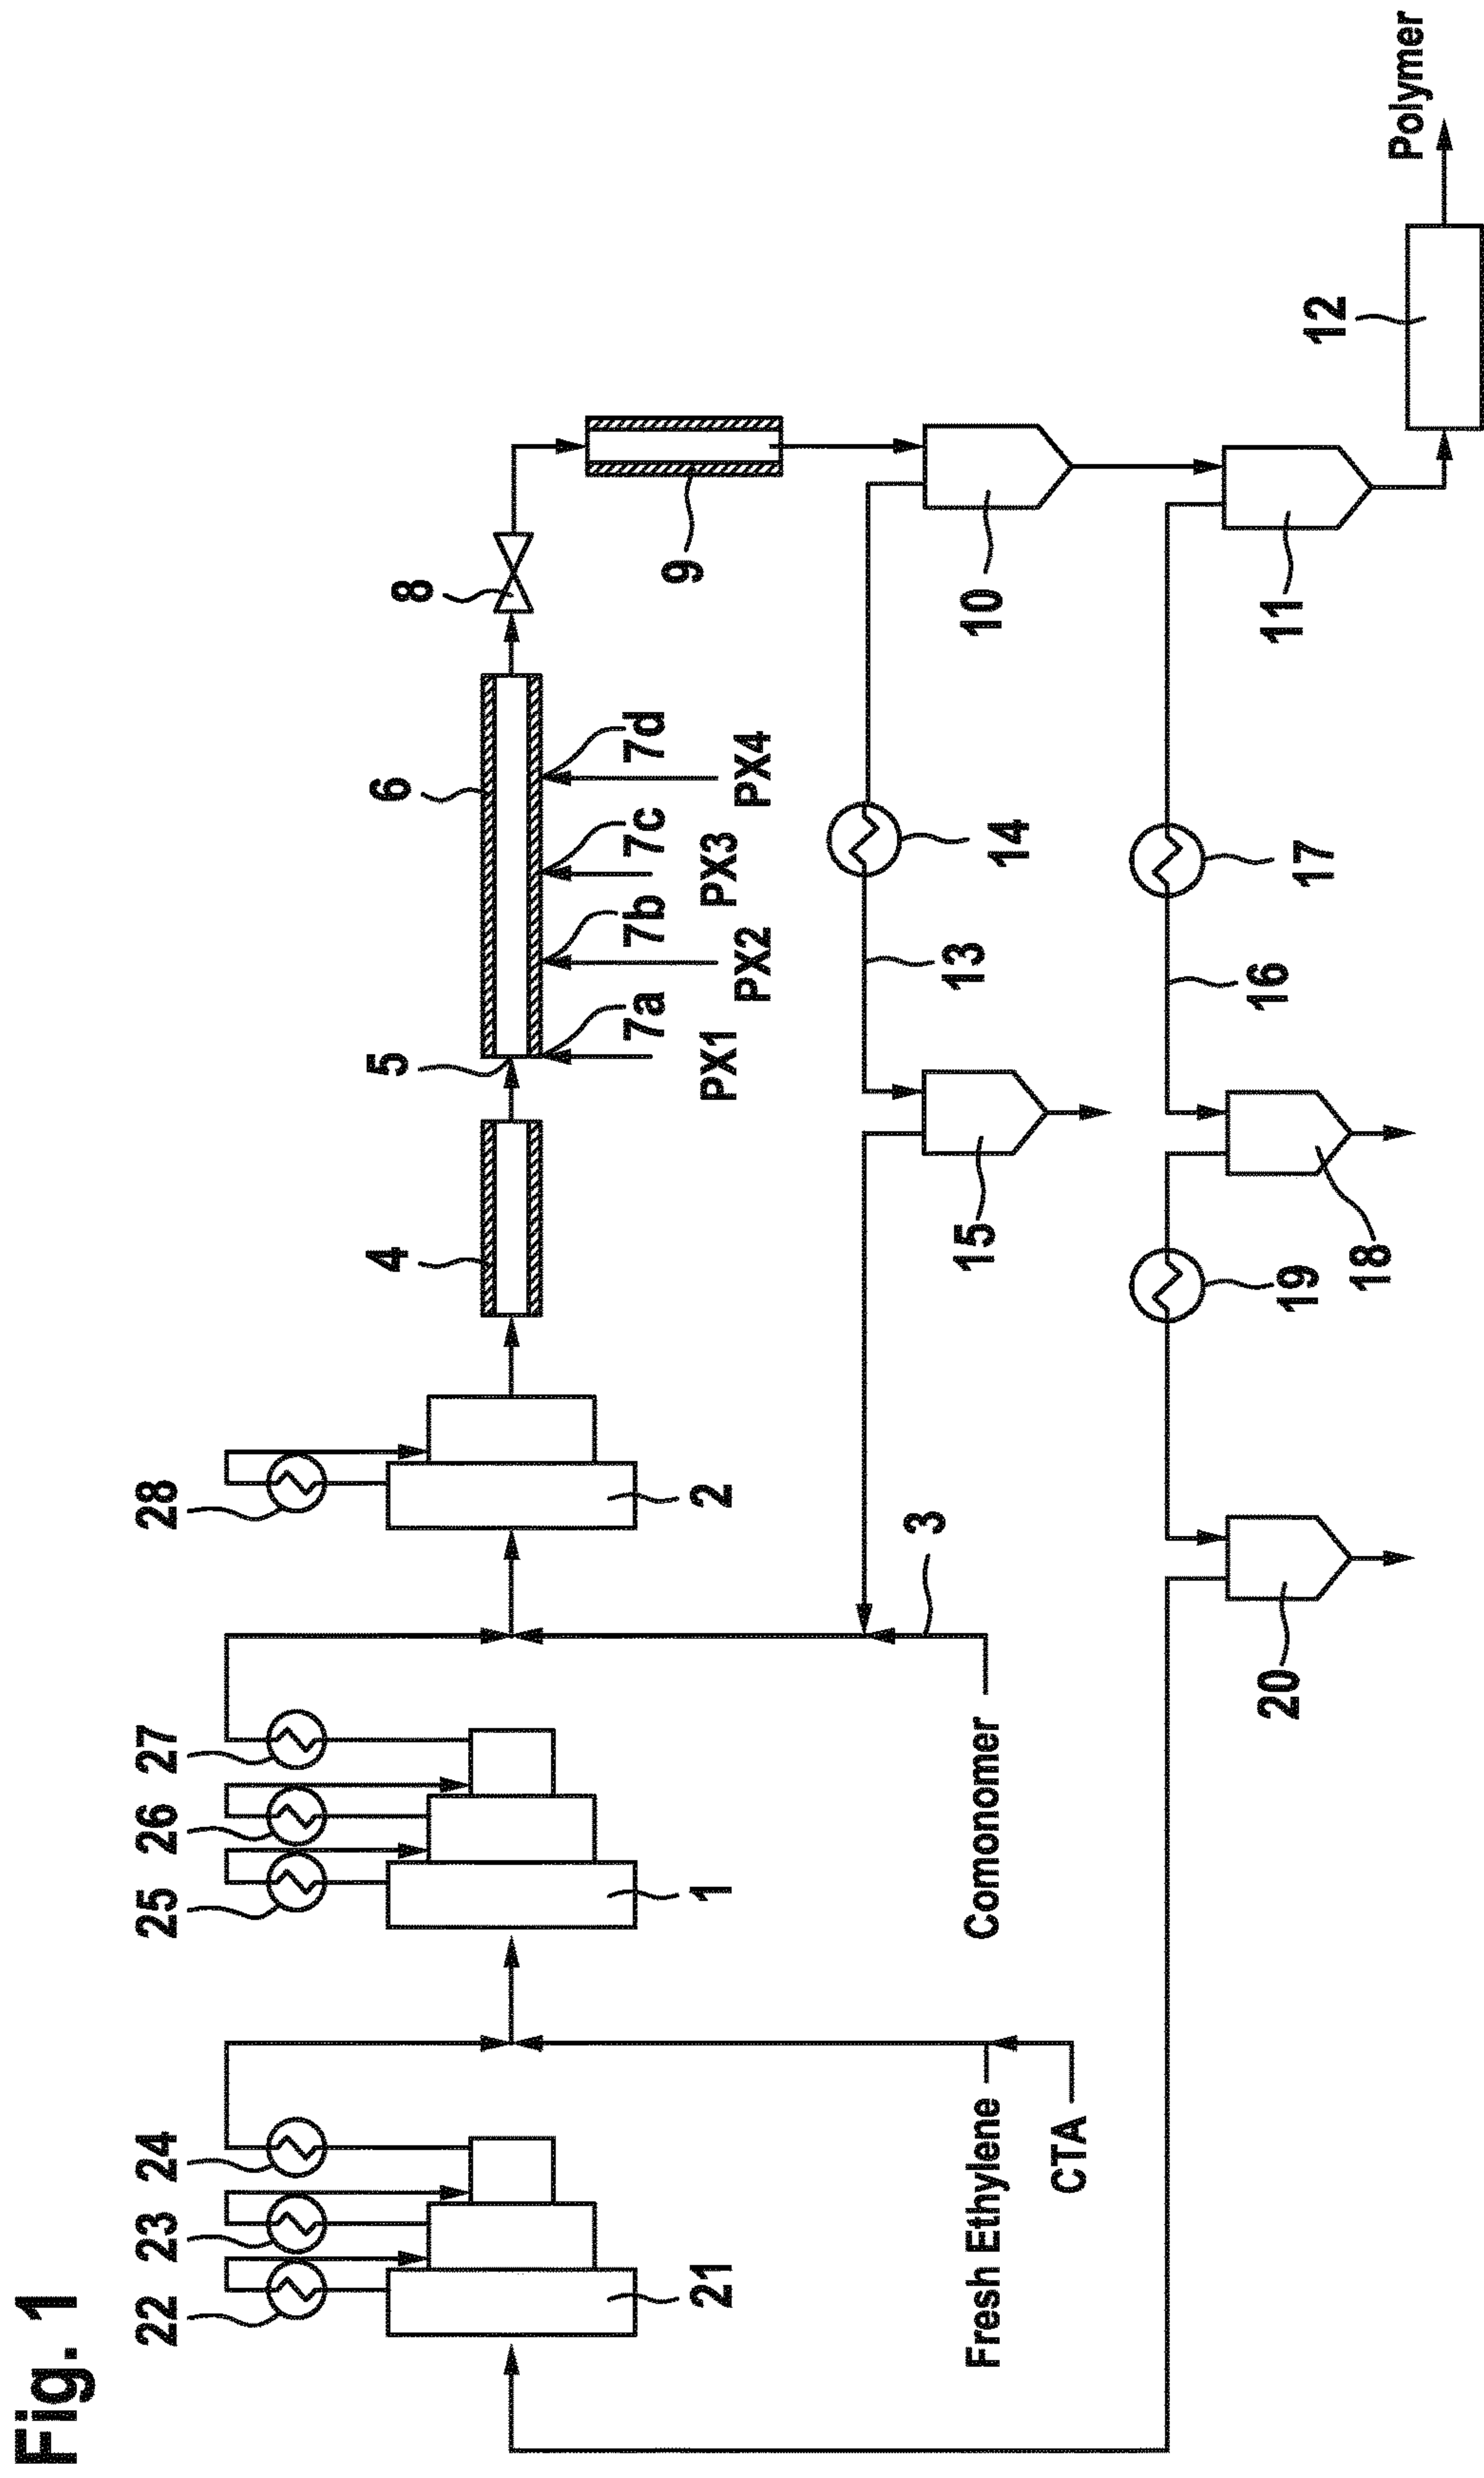 Fig. 1
22
23
24
25
26
27
28
21
1
2
4
5
6
8
9
7a
7b
7c
7d
PX1
PX2
PX3
PX4
Fresh Ethylene
CTA
Comonomer
3
15
13
14
10
20
19
18
16
17
11
12
Polymer